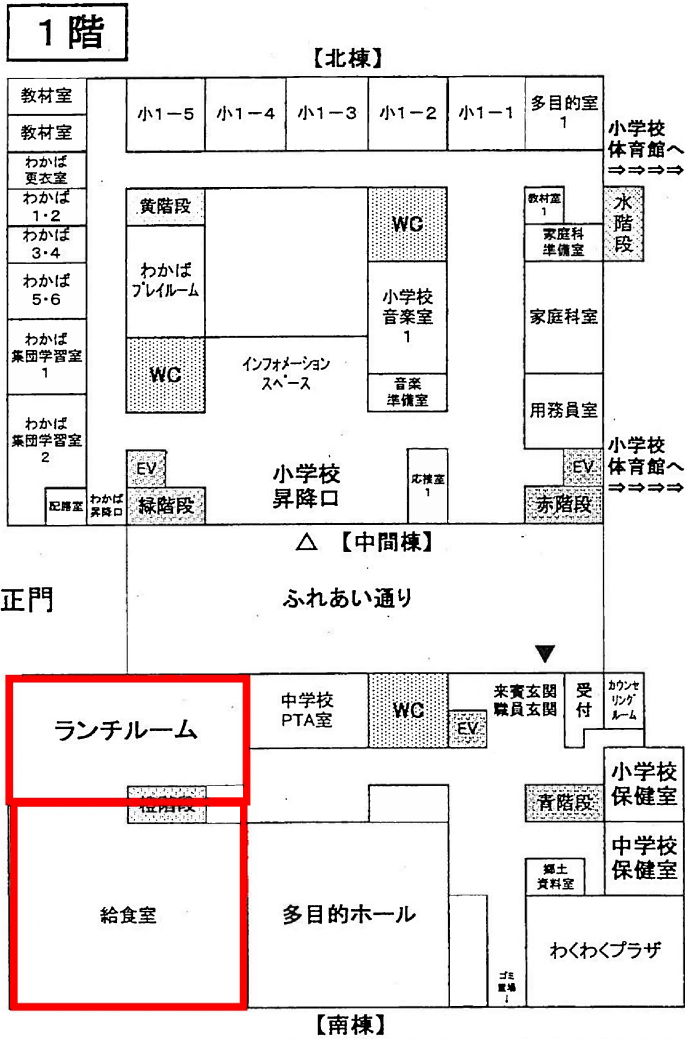 1階
【北棟】
教材室
小1－5
小1－4
小1－3
小1－2
小1－1
多目的室
1
教材室
小学校
体育館へ
⇒⇒⇒⇒
わかば
更衣室
わかば
1・2
黄階段
WC
教材室
1
水
階
段
わかば
3・4
家庭科
準備室
わかば
プレイルーム
わかば
5・6
小学校
音楽室
1
家庭科室
わかば
集団学習室
1
WC
インフォメーション
スペース
音楽
準備室
用務員室
わかば
集団学習室
2
EV
小学校
昇降口
応接室
1
EV
小学校
体育館へ
⇒⇒⇒⇒
配膳室
わかば
昇降口
緑階段
赤階段
△ 【中間棟】
正門
ふれあい通り
▼
ランチルーム
中学校
PTA室
WC
EV
来賓玄関
職員玄関
受
付
カウンセ
リング
ルーム
橙階段
青階段
小学校
保健室
中学校
保健室
郷土
資料室
給食室
多目的ホール
わくわくプラザ
ゴミ
置場
↓
【南棟】